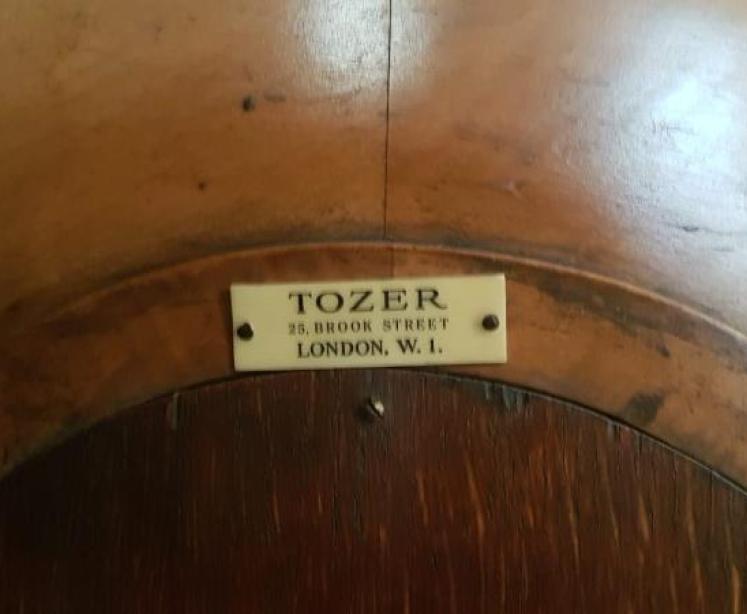 TOZER
25, BROOK STREET
LONDON. W. 1.